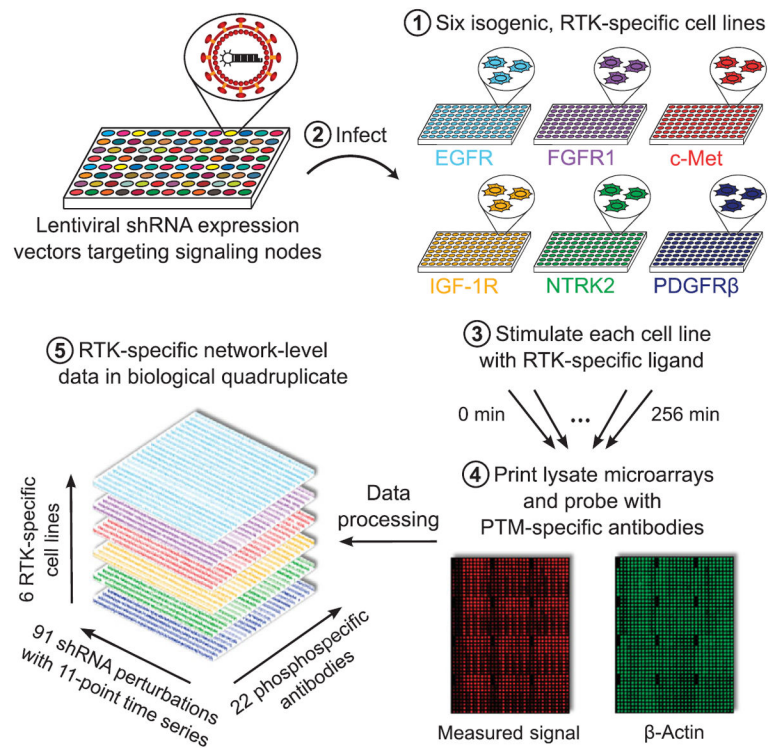 ① Six isogenic, RTK-specific cell lines
② Infect
EGFR
FGFR1
c-Met
Lentiviral shRNA expression
vectors targeting signaling nodes
IGF-1R
NTRK2
PDGFRβ
③ Stimulate each cell line
with RTK-specific ligand
0 min
...
256 min
④ Print lysate microarrays
and probe with
PTM-specific antibodies
Measured signal
β-Actin
Data
processing
⑤ RTK-specific network-level
data in biological quadruplicate
6 RTK-specific
cell lines
91 shRNA perturbations
with 11-point time series
22 phosphospecific
antibodies